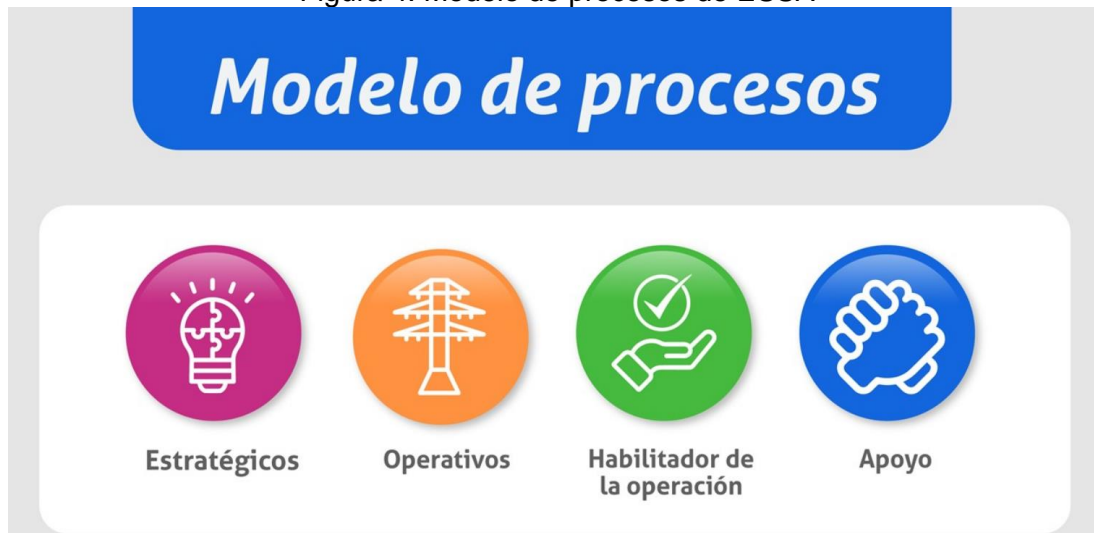 Modelo de procesos
Estratégicos
Operativos
Habilitador de
la operación
Apoyo